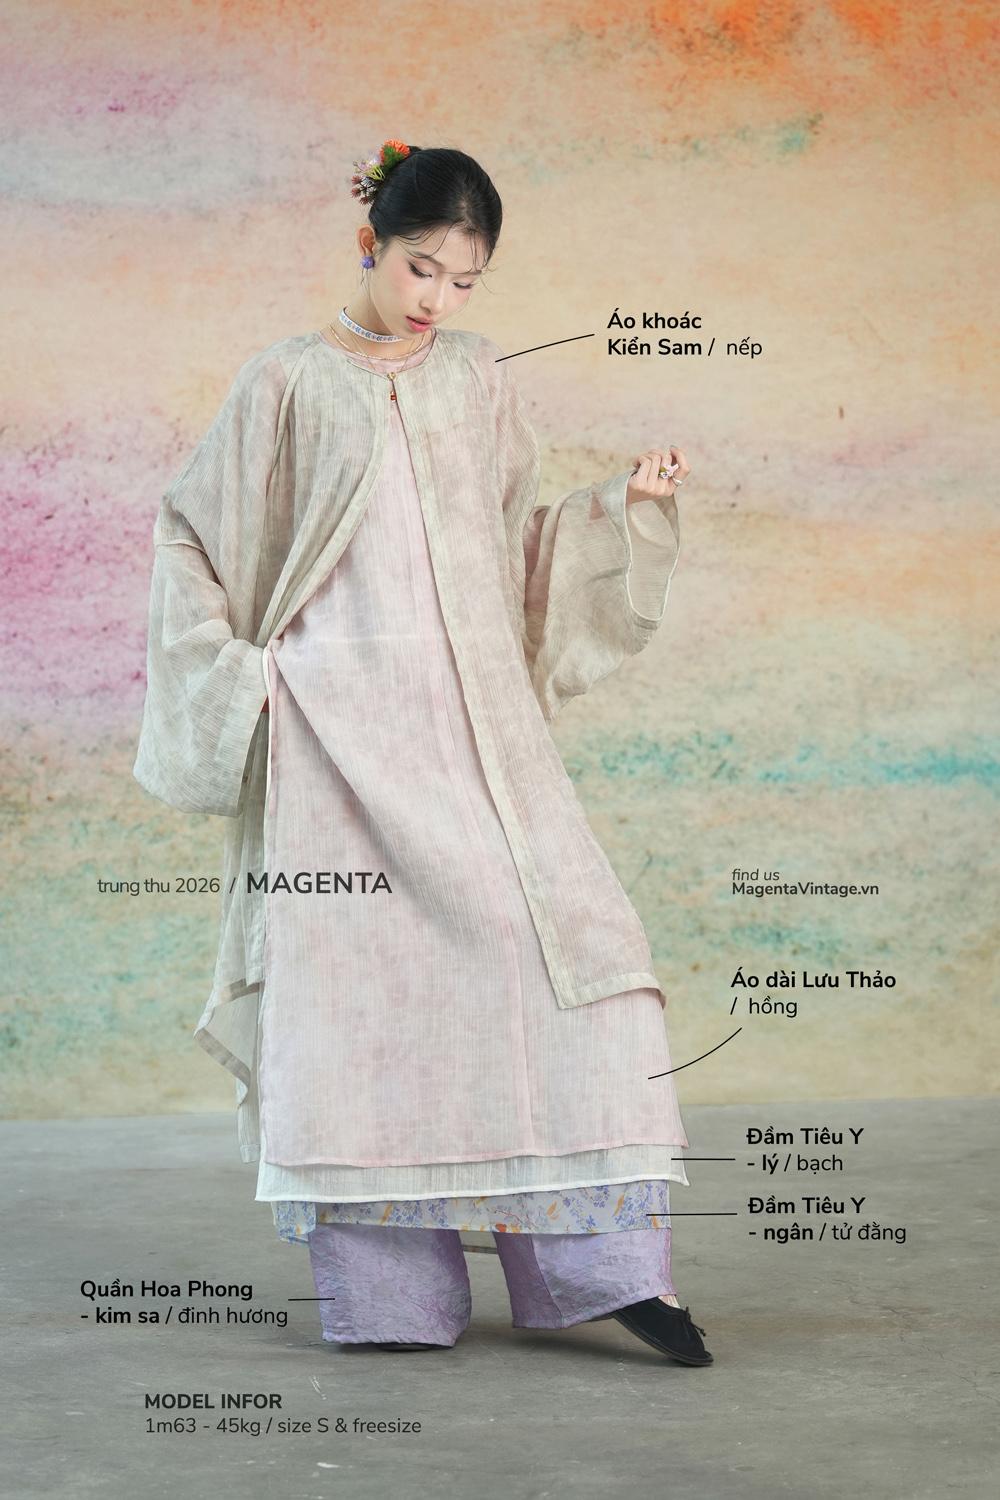 Áo khoác
Kiển Sam / nếp
trung thu 2026 / MAGENTA
find us
MagentaVintage.vn
Áo dài Lưu Thảo
/ hồng
Đầm Tiêu Y
- lý / bạch
Đầm Tiêu Y
- ngân / tử đằng
Quần Hoa Phong
- kim sa / đinh hương
MODEL INFOR
1m63 - 45kg / size S & freesize